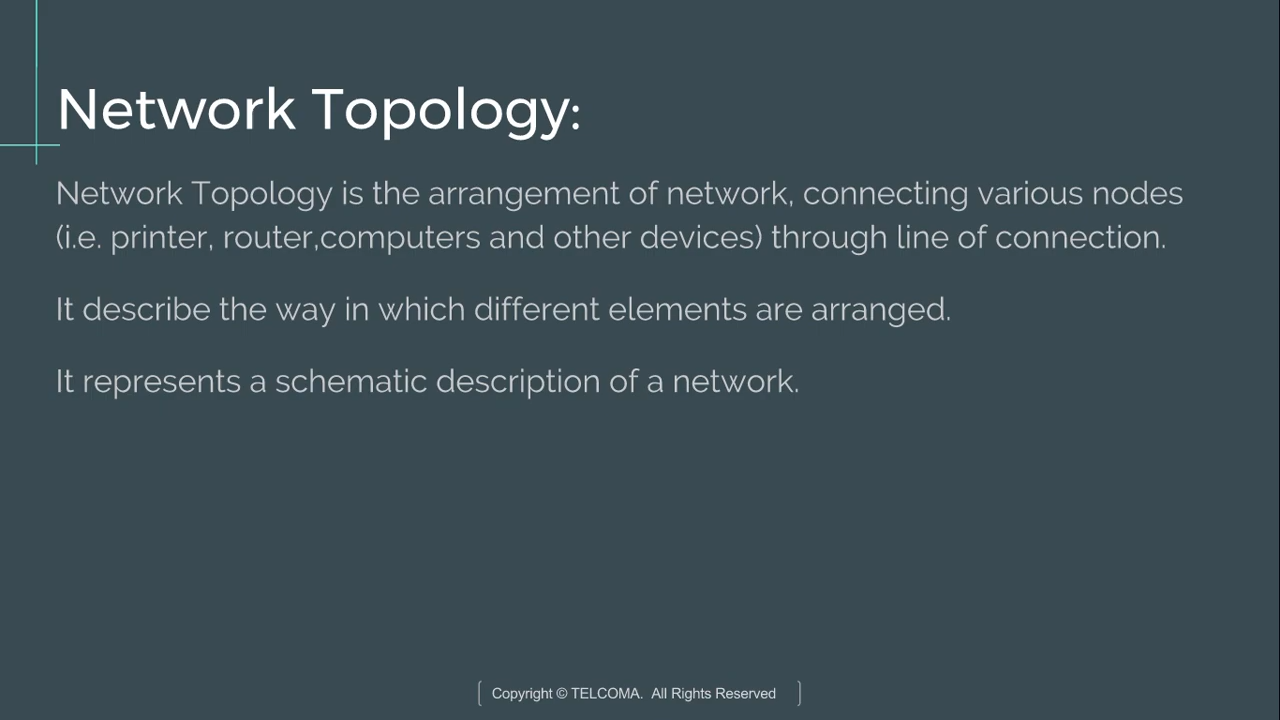 Network Topology:
Network Topology is the arrangement of network, connecting various nodes
(i.e. printer, router,computers and other devices) through line of connection.
It describe the way in which different elements are arranged.
It represents a schematic description of a network.
Copyright © TELCOMA. All Rights Reserved